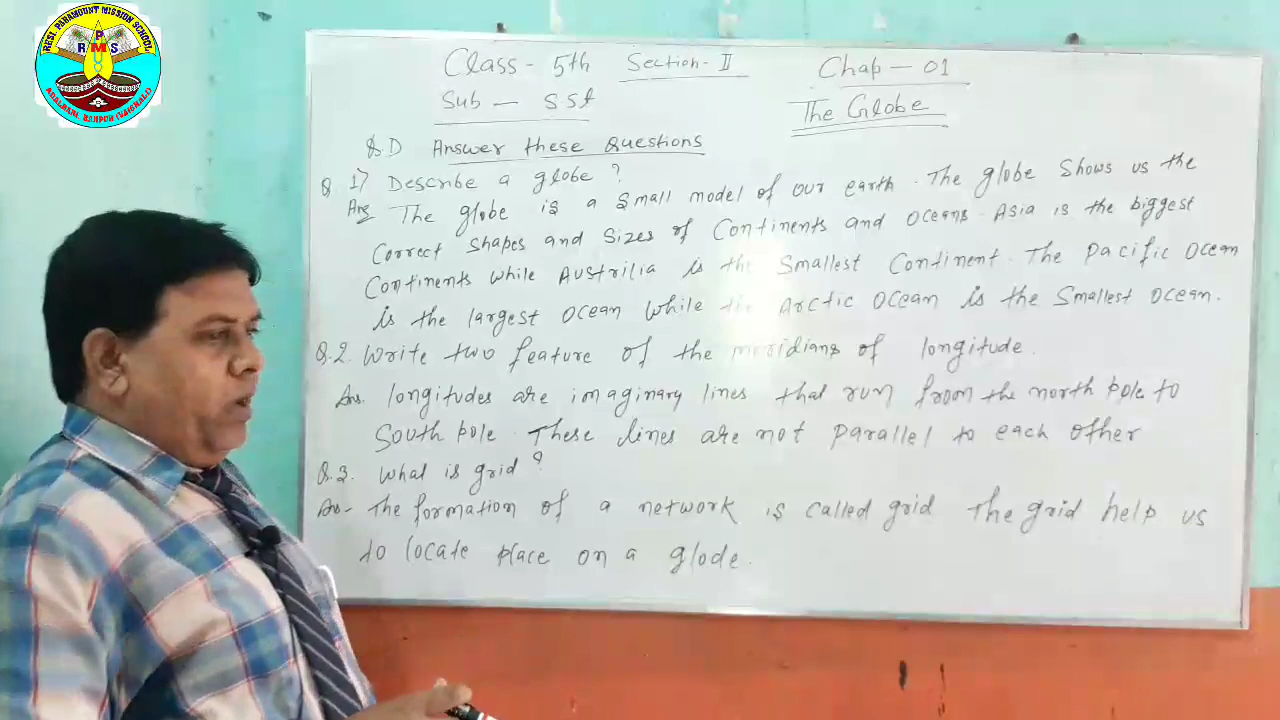 RESI. PARAMOUNT MISSION SCHOOL
R P M S
Class - 5th Section - II Chap - 01
Sub - SSt The Globe
Q D Answer these Questions
Q. 1) Describe a globe ?
Ans The globe is a small model of our earth. The globe shows us the
correct shapes and sizes of continents and oceans. Asia is the biggest
continents while Austrilia is the smallest continent. The Pacific ocean
is the largest ocean while the Arctic ocean is the smallest ocean.
Q.2. Write two feature of the meridians of longitude.
Ans. longitudes are imaginary lines that run from the north pole to
South pole. These lines are not parallel to each other
Q.3. What is grid ?
An - The formation of a network is called grid The grid help us
to locate place on a glode.